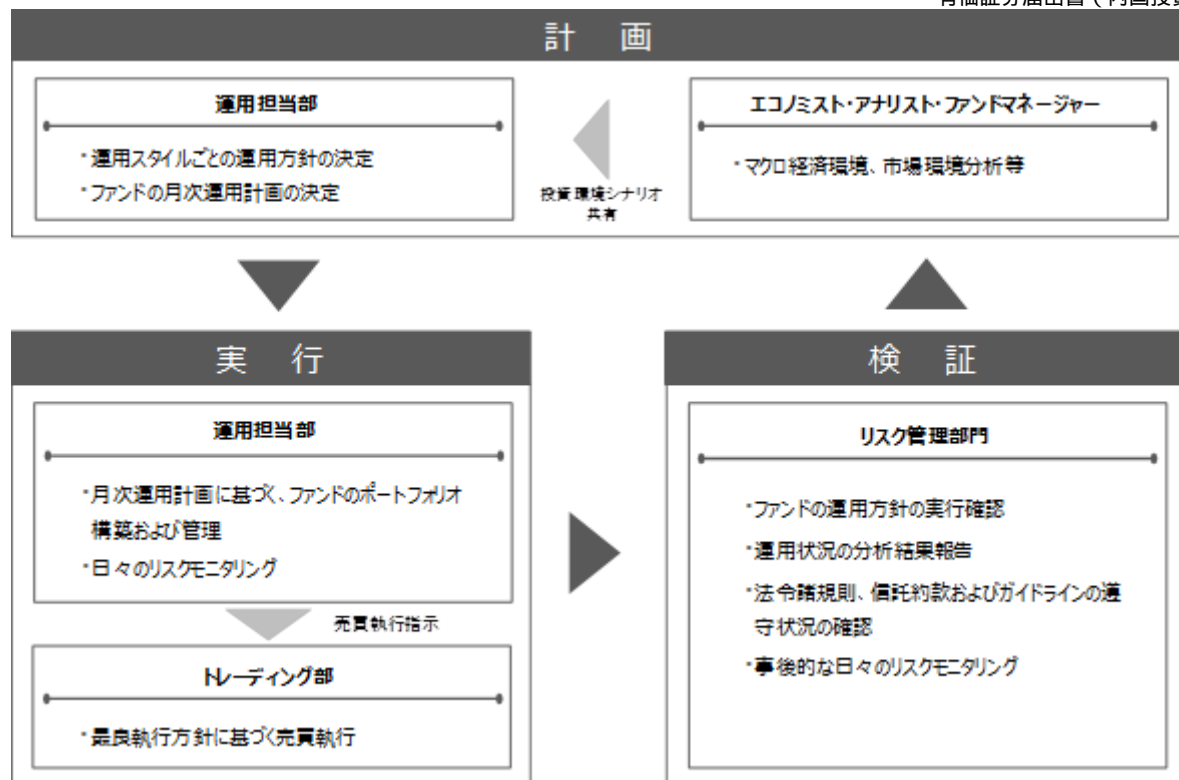 有価証券届出書（内国投資
計　画
運用担当部
・運用スタイルごとの運用方針の決定
・ファンドの月次運用計画の決定
投資環境シナリオ
共有
エコノミスト・アナリスト・ファンドマネージャー
・マクロ経済環境、市場環境分析等
実　行
運用担当部
・月次運用計画に基づく、ファンドのポートフォリオ
構築および管理
・日々のリスクモニタリング
売買執行指示
トレーディング部
・最良執行方針に基づく売買執行
検　証
リスク管理部門
・ファンドの運用方針の実行確認
・運用状況の分析結果報告
・法令諸規則、信託約款およびガイドラインの遵
守状況の確認
・事後的な日々のリスクモニタリング